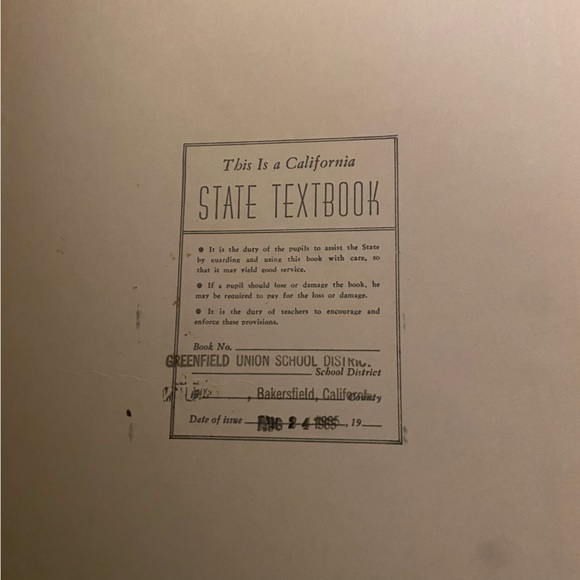 This Is a California
STATE TEXTBOOK
● It is the duty of the pupils to assist the State
by guarding and using this book with care, so
that it may yield good service.
● If a pupil should lose or damage the book, he
may be required to pay for the loss or damage.
● It is the duty of teachers to encourage and
enforce these provisions.
Book No.
GREENFIELD UNION SCHOOL DISTRICT
School District
, Bakersfield, California
County
Date of issue AUG 24 1985, 19